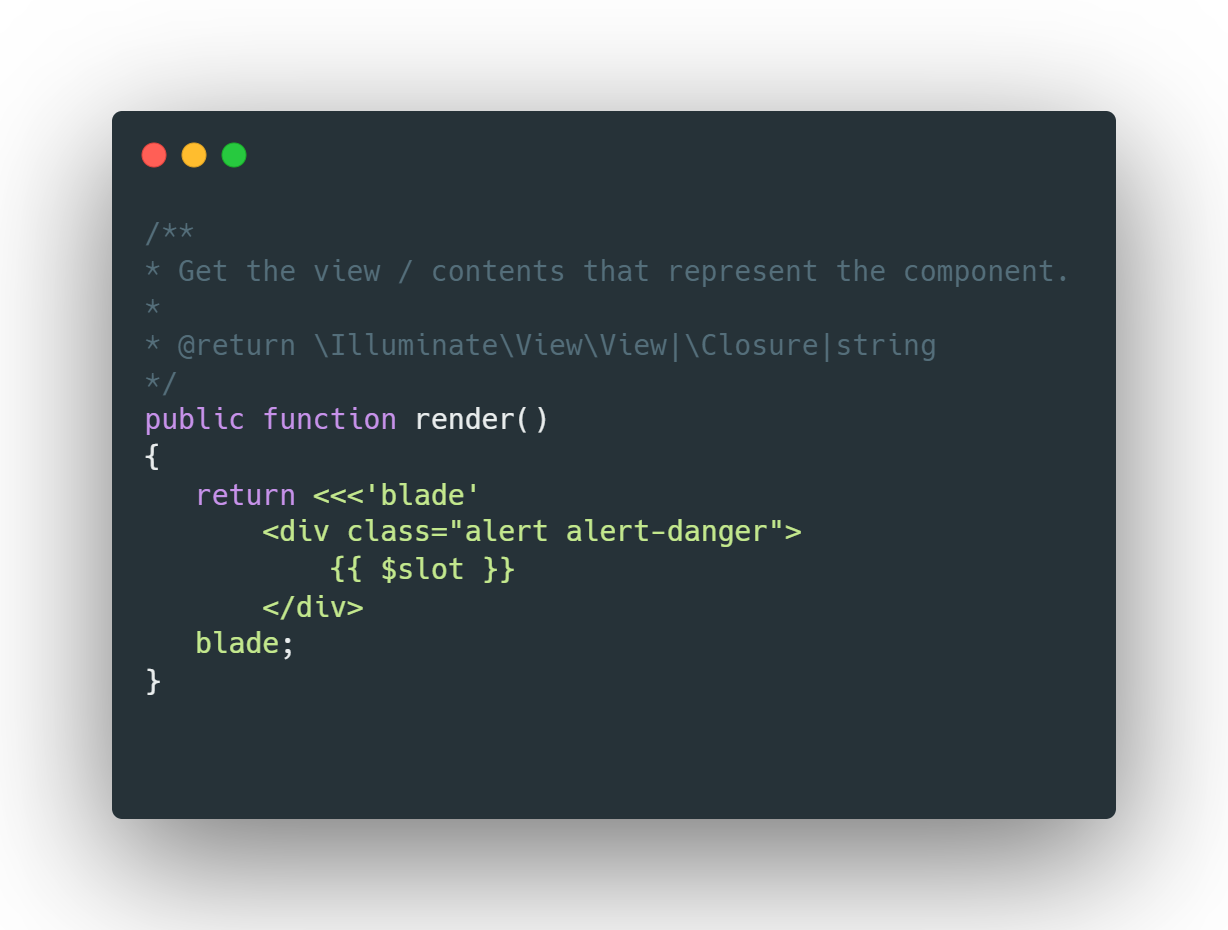 /**
* Get the view / contents that represent the component.
*
* @return \Illuminate\View\View|\Closure|string
*/
public function render()
{
   return <<<'blade'
       <div class="alert alert-danger">
           {{ $slot }}
       </div>
   blade;
}